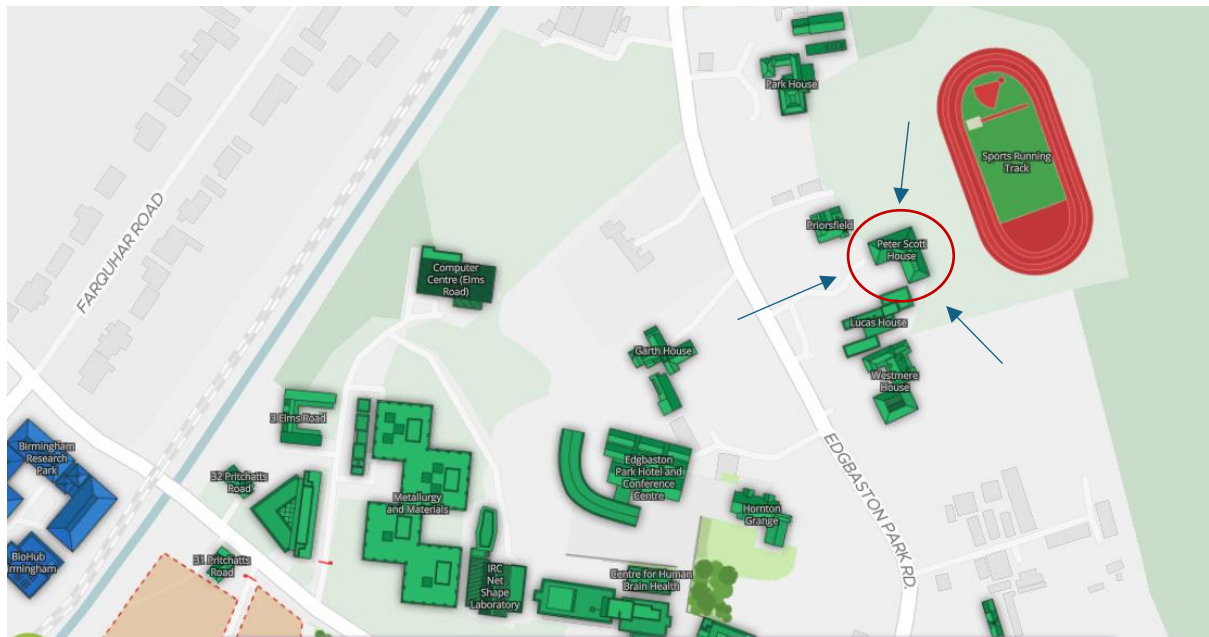 Park House
Sports Running
Track
Priorsfield
Peter Scott
House
FARQUHAR ROAD
Computer
Centre (Elms
Road)
Lucas House
Garth House
Westmere
House
3 Elms Road
Birmingham
Research
Park
32 Pritchatts
Road
Metallurgy
and Materials
Edgbaston
Park Hotel and
Conference
Centre
EDGBASTON PARK RD.
Hornton
Grange
BioHub
Birmingham
31 Pritchatts
Road
IRC
Net
Shape
Laboratory
Centre for Human
Brain Health